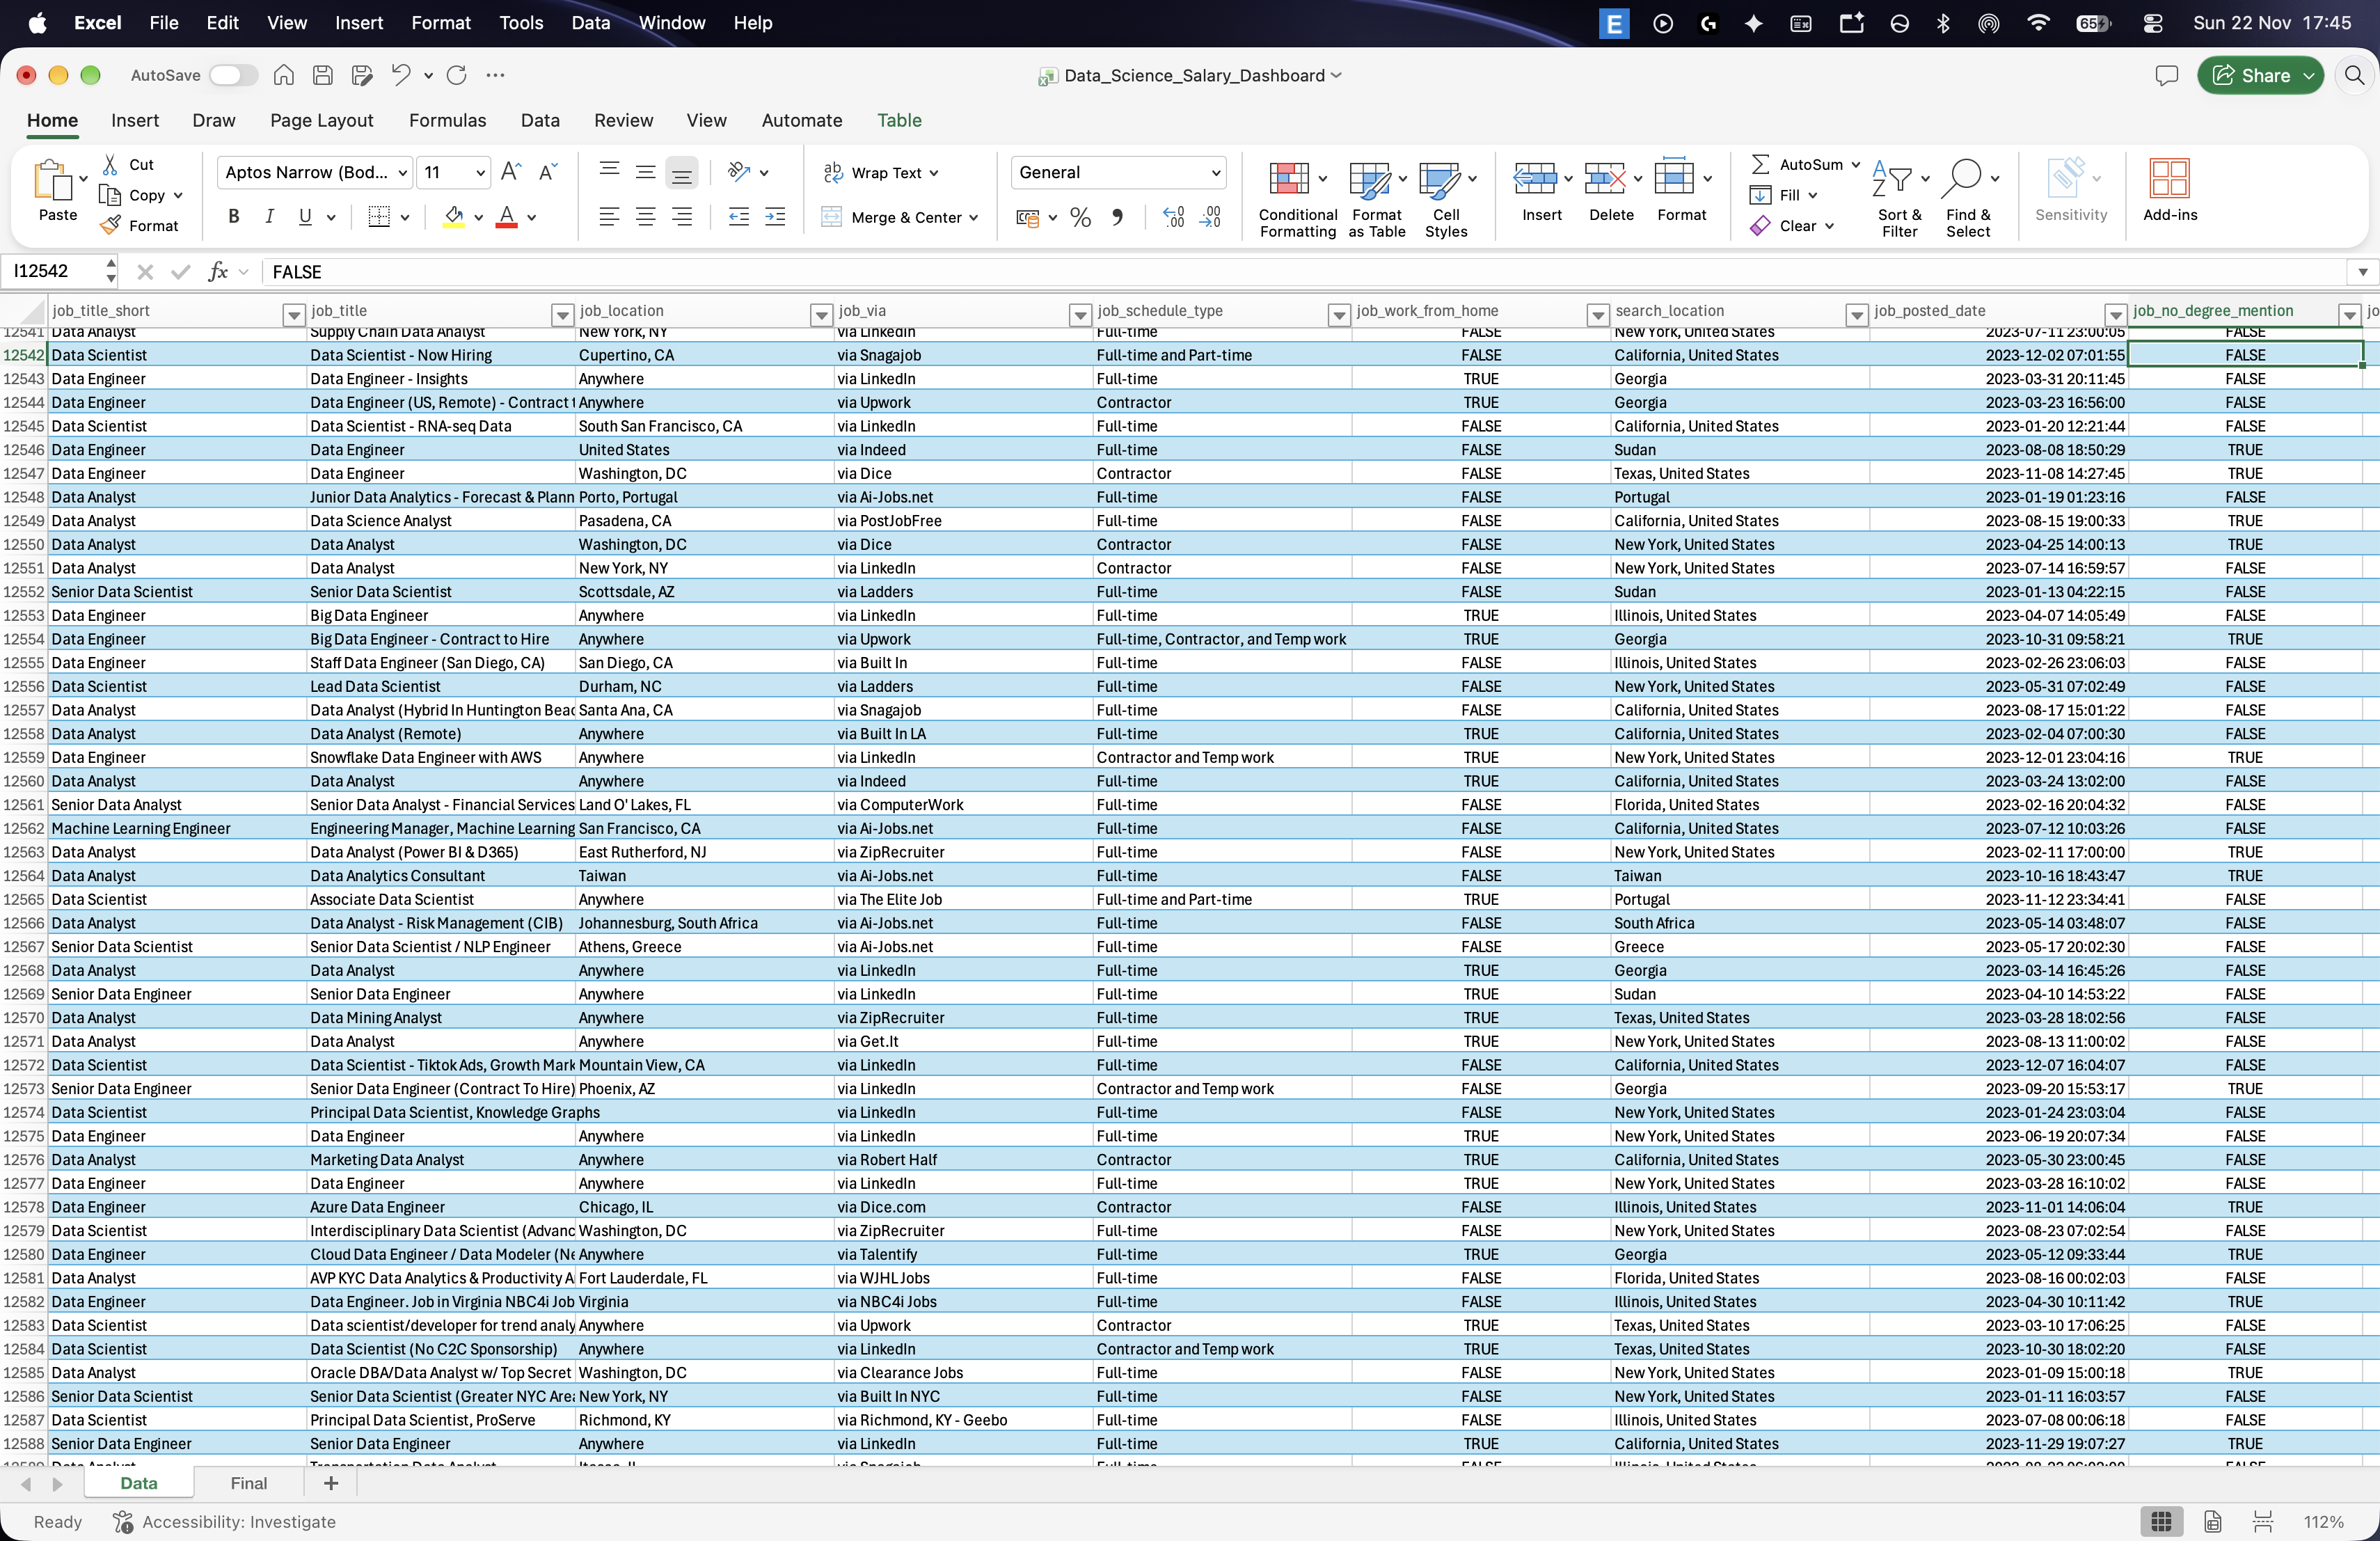 Excel File Edit View Insert Format Tools Data Window Help E 65 Sun 22 Nov 17:45
AutoSave Data_Science_Salary_Dashboard Share
Home Insert Draw Page Layout Formulas Data Review View Automate Table
Paste Cut Copy Format Aptos Narrow (Bod... 11 Wrap Text Merge & Center General Conditional Formatting Format as Table Cell Styles Insert Delete Format AutoSum Fill Clear Sort & Filter Find & Select Sensitivity Add-ins
I12542 fx FALSE
job_title_short job_title job_location job_via job_schedule_type job_work_from_home search_location job_posted_date job_no_degree_mention jo
12541 Data Analyst Supply Chain Data Analyst New York, NY via LinkedIn Full-time FALSE New York, United States 2023-07-11 23:00:05 FALSE
12542 Data Scientist Data Scientist - Now Hiring Cupertino, CA via Snagajob Full-time and Part-time FALSE California, United States 2023-12-02 07:01:55 FALSE
12543 Data Engineer Data Engineer - Insights Anywhere via LinkedIn Full-time TRUE Georgia 2023-03-31 20:11:45 FALSE
12544 Data Engineer Data Engineer (US, Remote) - Contract t Anywhere via Upwork Contractor TRUE Georgia 2023-03-23 16:56:00 FALSE
12545 Data Scientist Data Scientist - RNA-seq Data South San Francisco, CA via LinkedIn Full-time FALSE California, United States 2023-01-20 12:21:44 FALSE
12546 Data Engineer Data Engineer United States via Indeed Full-time FALSE Sudan 2023-08-08 18:50:29 TRUE
12547 Data Engineer Data Engineer Washington, DC via Dice Contractor FALSE Texas, United States 2023-11-08 14:27:45 TRUE
12548 Data Analyst Junior Data Analytics - Forecast & Plann Porto, Portugal via Ai-Jobs.net Full-time FALSE Portugal 2023-01-19 01:23:16 FALSE
12549 Data Analyst Data Science Analyst Pasadena, CA via PostJobFree Full-time FALSE California, United States 2023-08-15 19:00:33 TRUE
12550 Data Analyst Data Analyst Washington, DC via Dice Contractor FALSE New York, United States 2023-04-25 14:00:13 TRUE
12551 Data Analyst Data Analyst New York, NY via LinkedIn Contractor FALSE New York, United States 2023-07-14 16:59:57 FALSE
12552 Senior Data Scientist Senior Data Scientist Scottsdale, AZ via Ladders Full-time FALSE Sudan 2023-01-13 04:22:15 FALSE
12553 Data Engineer Big Data Engineer Anywhere via LinkedIn Full-time TRUE Illinois, United States 2023-04-07 14:05:49 FALSE
12554 Data Engineer Big Data Engineer - Contract to Hire Anywhere via Upwork Full-time, Contractor, and Temp work TRUE Georgia 2023-10-31 09:58:21 TRUE
12555 Data Engineer Staff Data Engineer (San Diego, CA) San Diego, CA via Built In Full-time FALSE Illinois, United States 2023-02-26 23:06:03 FALSE
12556 Data Scientist Lead Data Scientist Durham, NC via Ladders Full-time FALSE New York, United States 2023-05-31 07:02:49 FALSE
12557 Data Analyst Data Analyst (Hybrid In Huntington Beac Santa Ana, CA via Snagajob Full-time FALSE California, United States 2023-08-17 15:01:22 FALSE
12558 Data Analyst Data Analyst (Remote) Anywhere via Built In LA Full-time TRUE California, United States 2023-02-04 07:00:30 FALSE
12559 Data Engineer Snowflake Data Engineer with AWS Anywhere via LinkedIn Contractor and Temp work TRUE New York, United States 2023-12-01 23:04:16 TRUE
12560 Data Analyst Data Analyst Anywhere via Indeed Full-time TRUE California, United States 2023-03-24 13:02:00 FALSE
12561 Senior Data Analyst Senior Data Analyst - Financial Services Land O' Lakes, FL via ComputerWork Full-time FALSE Florida, United States 2023-02-16 20:04:32 FALSE
12562 Machine Learning Engineer Engineering Manager, Machine Learning San Francisco, CA via Ai-Jobs.net Full-time FALSE California, United States 2023-07-12 10:03:26 FALSE
12563 Data Analyst Data Analyst (Power BI & D365) East Rutherford, NJ via ZipRecruiter Full-time FALSE New York, United States 2023-02-11 17:00:00 TRUE
12564 Data Analyst Data Analytics Consultant Taiwan via Ai-Jobs.net Full-time FALSE Taiwan 2023-10-16 18:43:47 TRUE
12565 Data Scientist Associate Data Scientist Anywhere via The Elite Job Full-time and Part-time TRUE Portugal 2023-11-12 23:34:41 FALSE
12566 Data Analyst Data Analyst - Risk Management (CIB) Johannesburg, South Africa via Ai-Jobs.net Full-time FALSE South Africa 2023-05-14 03:48:07 FALSE
12567 Senior Data Scientist Senior Data Scientist / NLP Engineer Athens, Greece via Ai-Jobs.net Full-time FALSE Greece 2023-05-17 20:02:30 FALSE
12568 Data Analyst Data Analyst Anywhere via LinkedIn Full-time TRUE Georgia 2023-03-14 16:45:26 FALSE
12569 Senior Data Engineer Senior Data Engineer Anywhere via LinkedIn Full-time TRUE Sudan 2023-04-10 14:53:22 FALSE
12570 Data Analyst Data Mining Analyst Anywhere via ZipRecruiter Full-time TRUE Texas, United States 2023-03-28 18:02:56 FALSE
12571 Data Analyst Data Analyst Anywhere via Get.It Full-time TRUE New York, United States 2023-08-13 11:00:02 FALSE
12572 Data Scientist Data Scientist - Tiktok Ads, Growth Mark Mountain View, CA via LinkedIn Full-time FALSE California, United States 2023-12-07 16:04:07 FALSE
12573 Senior Data Engineer Senior Data Engineer (Contract To Hire) Phoenix, AZ via LinkedIn Contractor and Temp work FALSE Georgia 2023-09-20 15:53:17 TRUE
12574 Data Scientist Principal Data Scientist, Knowledge Graphs via LinkedIn Full-time FALSE New York, United States 2023-01-24 23:03:04 FALSE
12575 Data Engineer Data Engineer Anywhere via LinkedIn Full-time TRUE New York, United States 2023-06-19 20:07:34 FALSE
12576 Data Analyst Marketing Data Analyst Anywhere via Robert Half Contractor TRUE California, United States 2023-05-30 23:00:45 FALSE
12577 Data Engineer Data Engineer Anywhere via LinkedIn Full-time TRUE New York, United States 2023-03-28 16:10:02 FALSE
12578 Data Engineer Azure Data Engineer Chicago, IL via Dice.com Contractor FALSE Illinois, United States 2023-11-01 14:06:04 TRUE
12579 Data Scientist Interdisciplinary Data Scientist (Advanc Washington, DC via ZipRecruiter Full-time FALSE New York, United States 2023-08-23 07:02:54 FALSE
12580 Data Engineer Cloud Data Engineer / Data Modeler (Ne Anywhere via Talentify Full-time TRUE Georgia 2023-05-12 09:33:44 TRUE
12581 Data Analyst AVP KYC Data Analytics & Productivity A Fort Lauderdale, FL via WJHL Jobs Full-time FALSE Florida, United States 2023-08-16 00:02:03 FALSE
12582 Data Engineer Data Engineer. Job in Virginia NBC4i Job Virginia via NBC4i Jobs Full-time FALSE Illinois, United States 2023-04-30 10:11:42 TRUE
12583 Data Scientist Data scientist/developer for trend analy Anywhere via Upwork Contractor TRUE Texas, United States 2023-03-10 17:06:25 FALSE
12584 Data Scientist Data Scientist (No C2C Sponsorship) Anywhere via LinkedIn Contractor and Temp work TRUE Texas, United States 2023-10-30 18:02:20 FALSE
12585 Data Analyst Oracle DBA/Data Analyst w/ Top Secret Washington, DC via Clearance Jobs Full-time FALSE New York, United States 2023-01-09 15:00:18 TRUE
12586 Senior Data Scientist Senior Data Scientist (Greater NYC Area New York, NY via Built In NYC Full-time FALSE New York, United States 2023-01-11 16:03:57 FALSE
12587 Data Scientist Principal Data Scientist, ProServe Richmond, KY via Richmond, KY - Geebo Full-time FALSE Illinois, United States 2023-07-08 00:06:18 FALSE
12588 Senior Data Engineer Senior Data Engineer Anywhere via LinkedIn Full-time TRUE California, United States 2023-11-29 19:07:27 TRUE
Data Final
Ready Accessibility: Investigate 112%